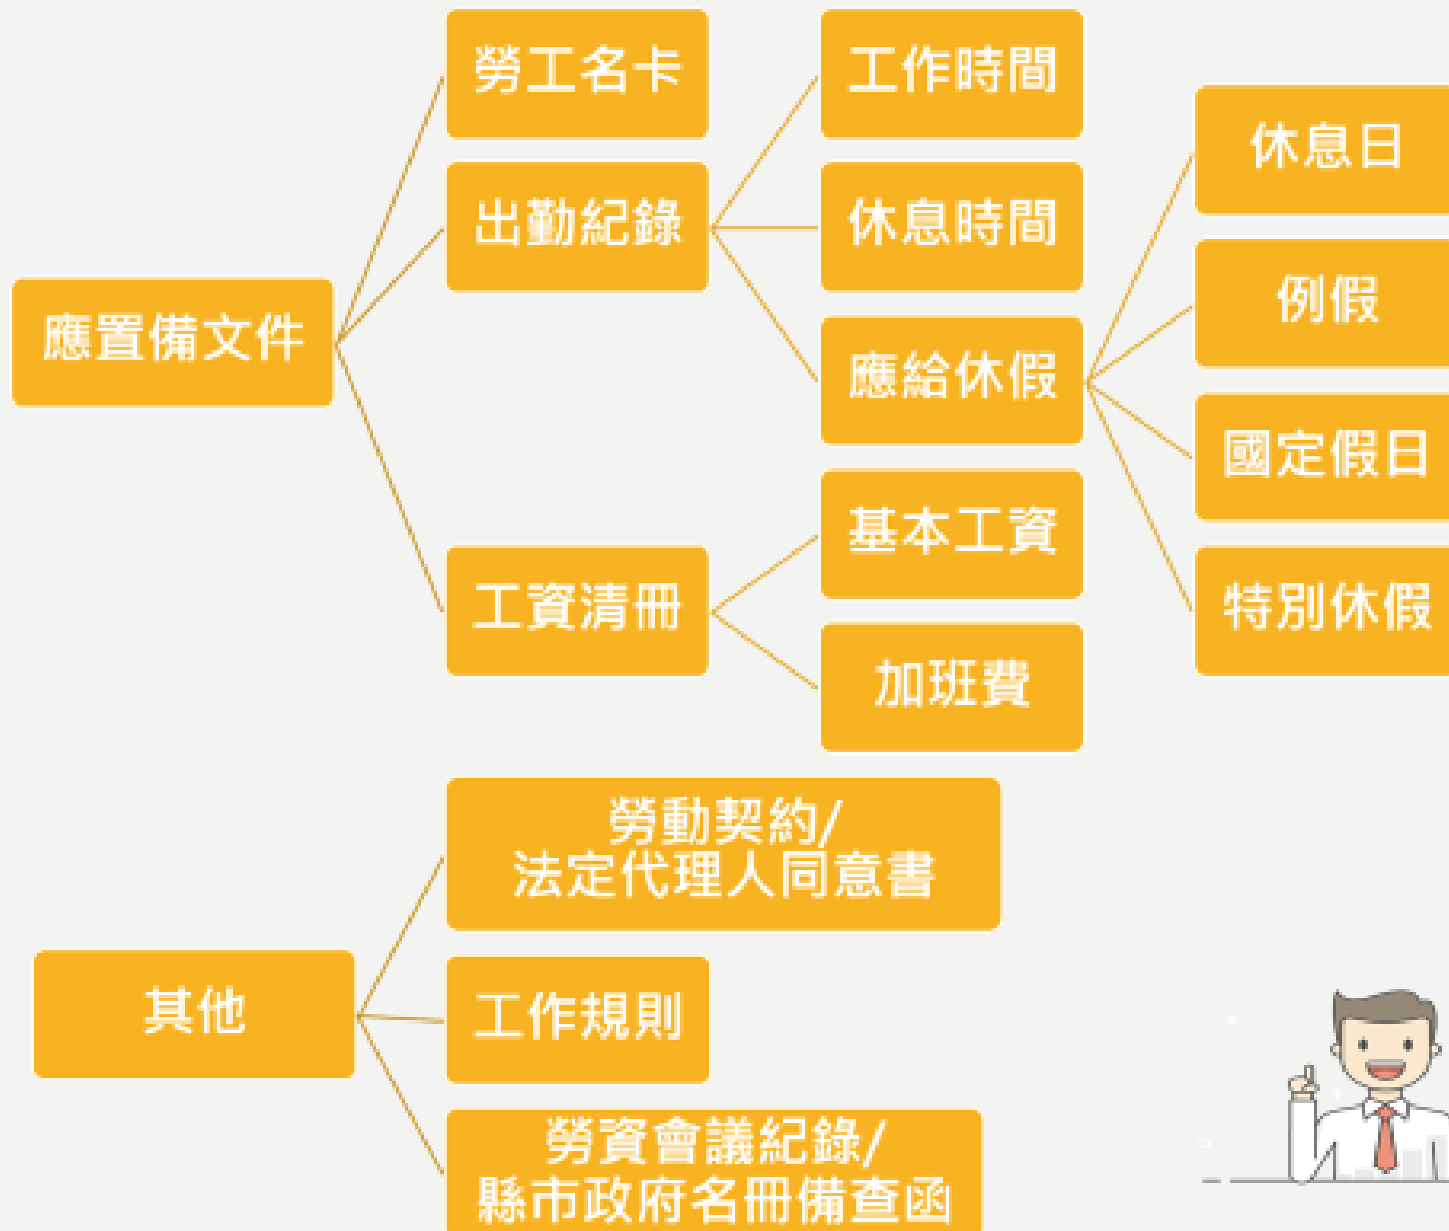 應置備文件
勞工名卡
出勤紀錄
工資清冊
工作時間
休息時間
應給休假
基本工資
加班費
休息日
例假
國定假日
特別休假
其他
勞動契約/
法定代理人同意書
工作規則
勞資會議紀錄/
縣市政府名冊備查函